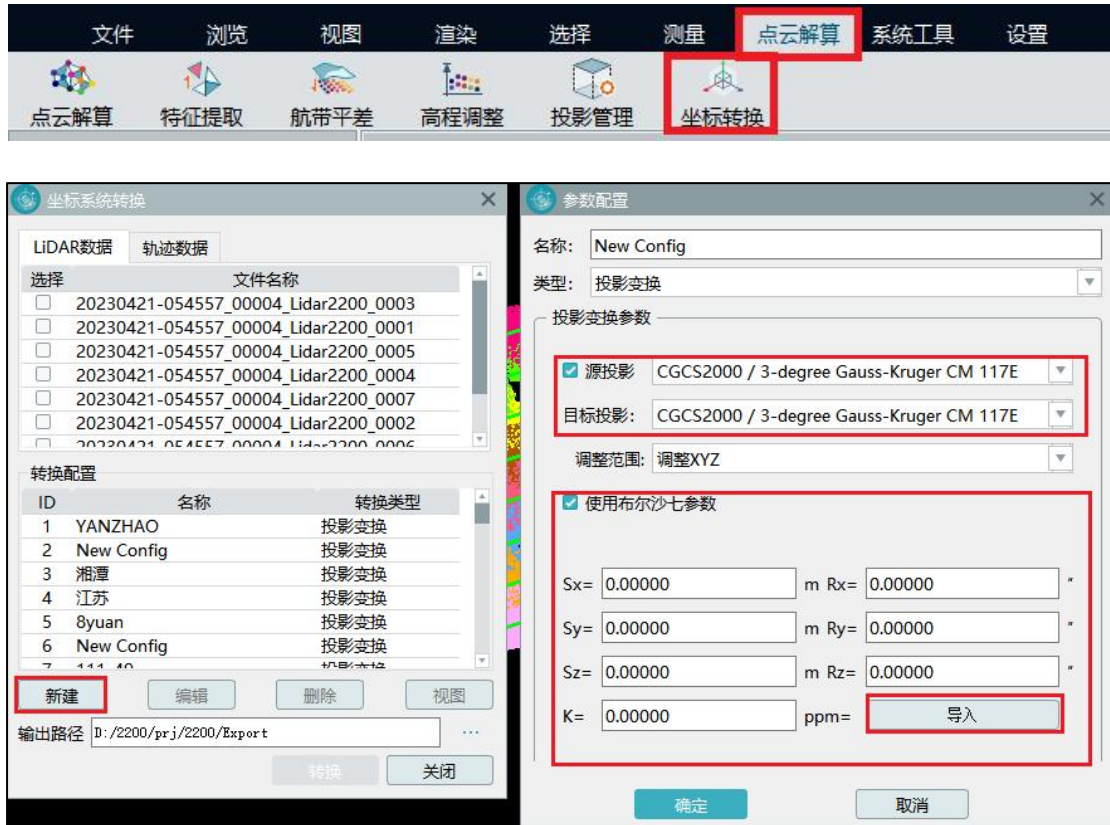 文件 浏览 视图 渲染 选择 测量 点云解算 系统工具 设置
点云解算 特征提取 航带平差 高程调整 投影管理 坐标转换
坐标系统转换
LiDAR数据 轨迹数据
选择 文件名称
20230421-054557_00004_Lidar2200_0003
20230421-054557_00004_Lidar2200_0001
20230421-054557_00004_Lidar2200_0005
20230421-054557_00004_Lidar2200_0004
20230421-054557_00004_Lidar2200_0007
20230421-054557_00004_Lidar2200_0002
20230421-054557_00004_Lidar2200_0006
转换配置
ID 名称 转换类型
1 YANZHAO 投影变换
2 New Config 投影变换
3 湘潭 投影变换
4 江苏 投影变换
5 8yuan 投影变换
6 New Config 投影变换
7 投影变换
新建 编辑 删除 视图
输出路径 D:/2200/prj/2200/Export ...
转换 关闭
参数配置
名称: New Config
类型: 投影变换
投影变换参数
源投影 CGCS2000 / 3-degree Gauss-Kruger CM 117E
目标投影: CGCS2000 / 3-degree Gauss-Kruger CM 117E
调整范围: 调整XYZ
使用布尔沙七参数
Sx= 0.00000 m Rx= 0.00000 "
Sy= 0.00000 m Ry= 0.00000 "
Sz= 0.00000 m Rz= 0.00000 "
K= 0.00000 ppm= 导入
确定 取消